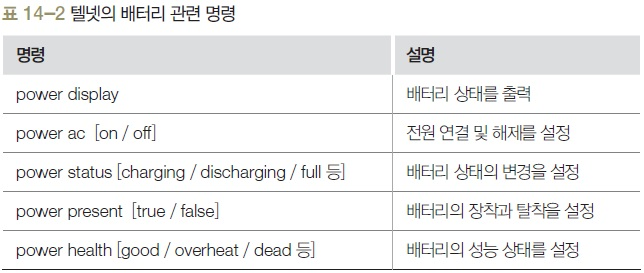 표 14-2 텔넷의 배터리 관련 명령
명령 설명
power display 배터리 상태를 출력
power ac [on / off] 전원 연결 및 해제를 설정
power status [charging / discharging / full 등] 배터리 상태의 변경을 설정
power present [true / false] 배터리의 장착과 탈착을 설정
power health [good / overheat / dead 등] 배터리의 성능 상태를 설정